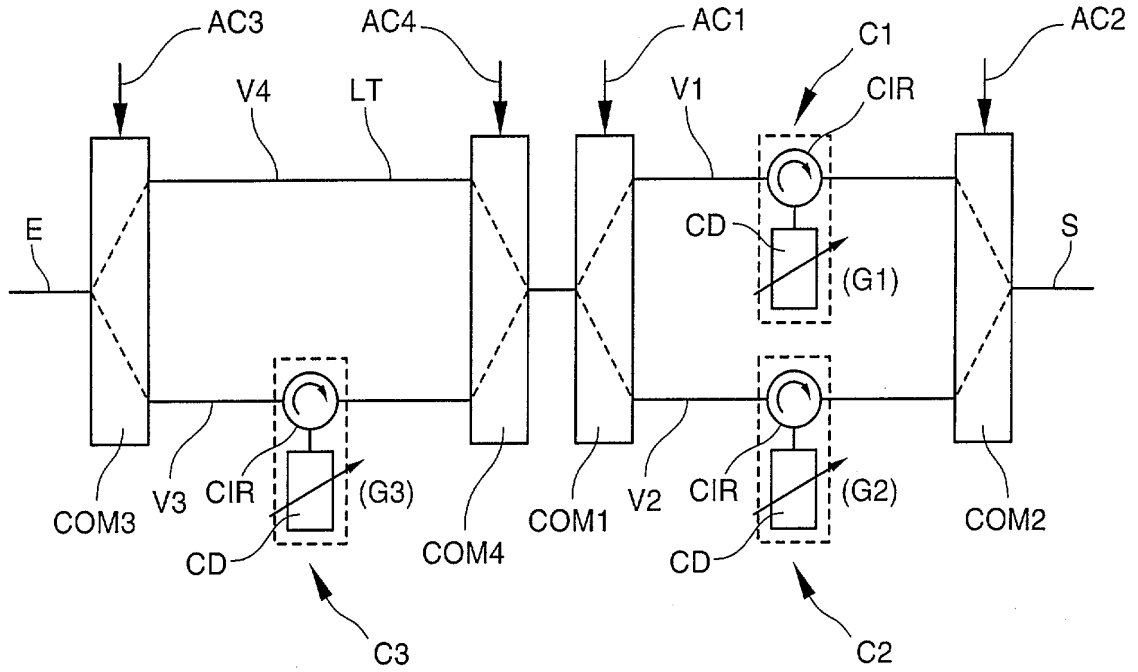 AC3
AC4
AC1
C1
AC2
CIR
V4
LT
V1
E
CD
S
(G1)
V3
CIR
(G3)
V2
CIR
(G2)
COM3
COM4
COM1
COM2
CD
CD
C3
C2